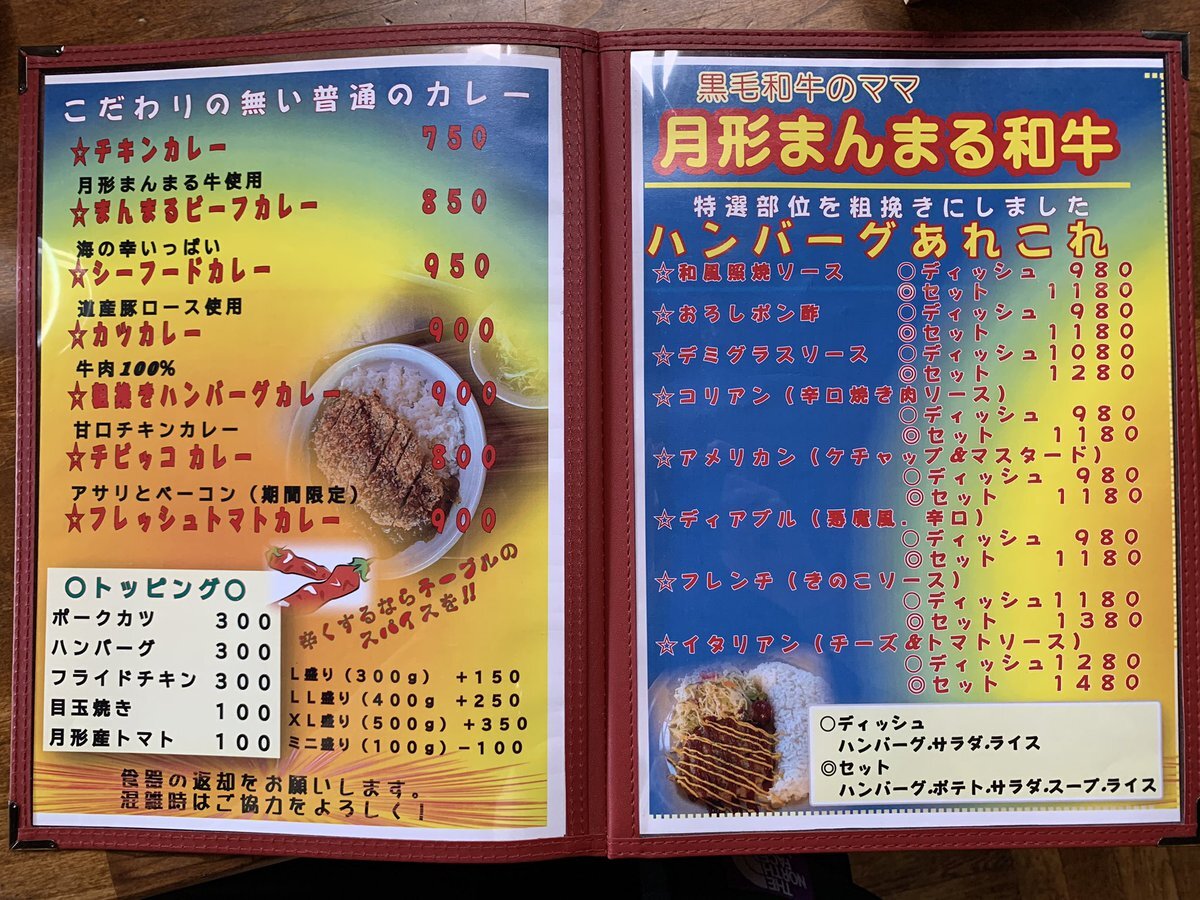 こだわりの無い普通のカレー
☆チキンカレー 750
月形まんまる牛使用
☆まんまるビーフカレー 850
海の幸いっぱい
☆シーフードカレー 950
道産豚ロース使用
☆カツカレー 900
牛肉100%
☆粗挽きハンバーグカレー 900
甘口チキンカレー
☆チビッコ カレー 800
アサリとベーコン（期間限定）
☆フレッシュトマトカレー 900
〇トッピング〇
ポークカツ 300
ハンバーグ 300
フライドチキン 300
目玉焼き 100
月形産トマト 100
辛くするならテーブルの
スパイスを!!
L盛り（300g） +150
LL盛り（400g +250
XL盛り（500g）+350
ミニ盛り（100g）-100
食器の返却をお願いします。
混雑時はご協力をよろしく！
黒毛和牛のママ
月形まんまる和牛
特選部位を粗挽きにしました
ハンバーグあれこれ
☆和風照焼ソース 〇ディッシュ 980
◎セット 1180
☆おろしポン酢 〇ディッシュ 980
◎セット 1180
☆デミグラスソース 〇ディッシュ 1080
◎セット 1280
☆コリアン（辛口焼き肉ソース）
〇ディッシュ 980
◎セット 1180
☆アメリカン（ケチャップ&マスタード）
〇ディッシュ 980
◎セット 1180
☆ディアブル（悪魔風．辛口）
〇ディッシュ 980
◎セット 1180
☆フレンチ（きのこソース）
〇ディッシュ 1180
◎セット 1380
☆イタリアン（チーズ&トマトソース）
〇ディッシュ 1280
◎セット 1480
〇ディッシュ
ハンバーグ.サラダ.ライス
◎セット
ハンバーグ.ポテト.サラダ.スープ.ライス
THE NORTH FACE